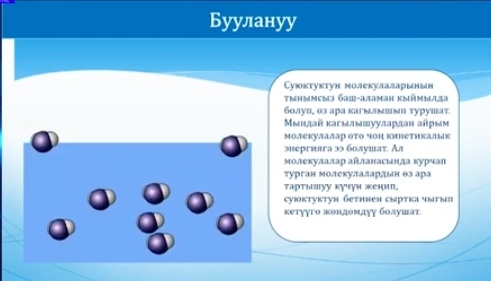 Буулануу
Суюктуктун молекулаларынын
тынымсыз баш-аламан кыймылда
болуп, өз ара кагылышып турушат.
Мындай кагылышуулардан айрым
молекулалар өтө чоң кинетикалык
энергияга ээ болушат. Ал
молекулалар айланасында курчап
турган молекулалардын өз ара
тартышуу күчүн жеңип,
суюктуктун бетинен сыртка чыгып
кетүүгө жөндөмдүү болушат.